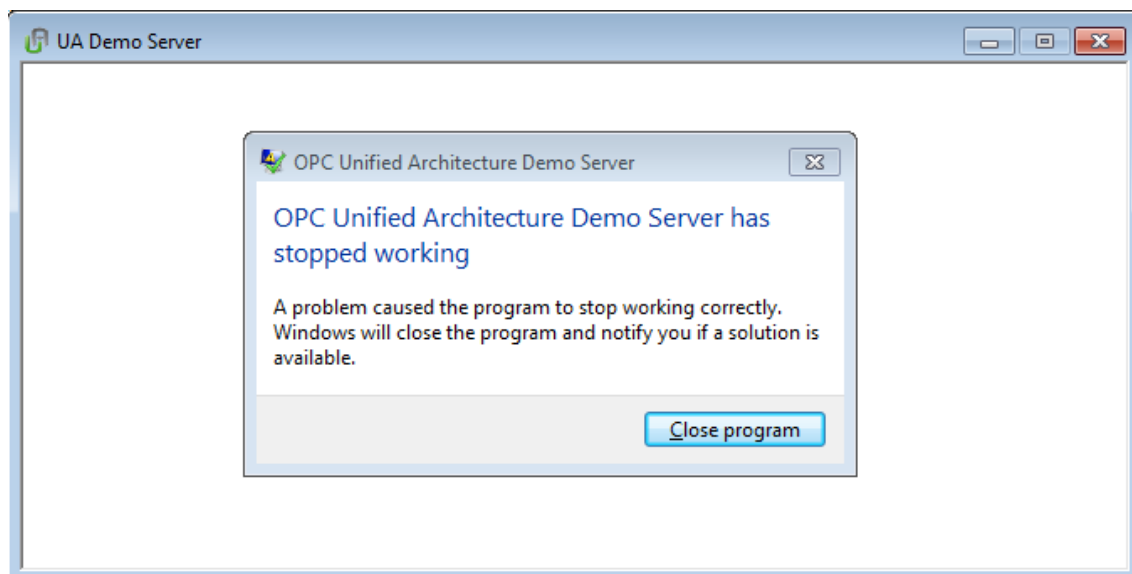 UA Demo Server
OPC Unified Architecture Demo Server
OPC Unified Architecture Demo Server has
stopped working
A problem caused the program to stop working correctly.
Windows will close the program and notify you if a solution is
available.
Close program